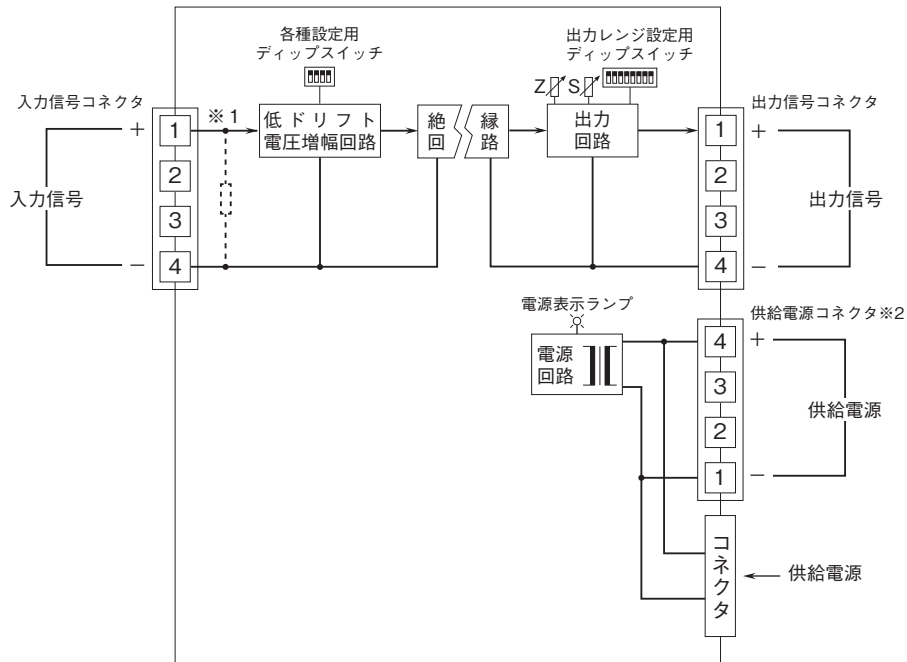 各種設定用
ディップスイッチ
出力レンジ設定用
ディップスイッチ
入力信号コネクタ
※1
Z
S
出力信号コネクタ
+
1
低ドリフト
電圧増幅回路
絶
回
縁
路
出力
回路
1
+
2
2
入力信号
3
3
出力信号
−
4
4
−
電源表示ランプ
供給電源コネクタ※2
電源
回路
4
+
3
供給電源
2
1
−
コネクタ
供給電源